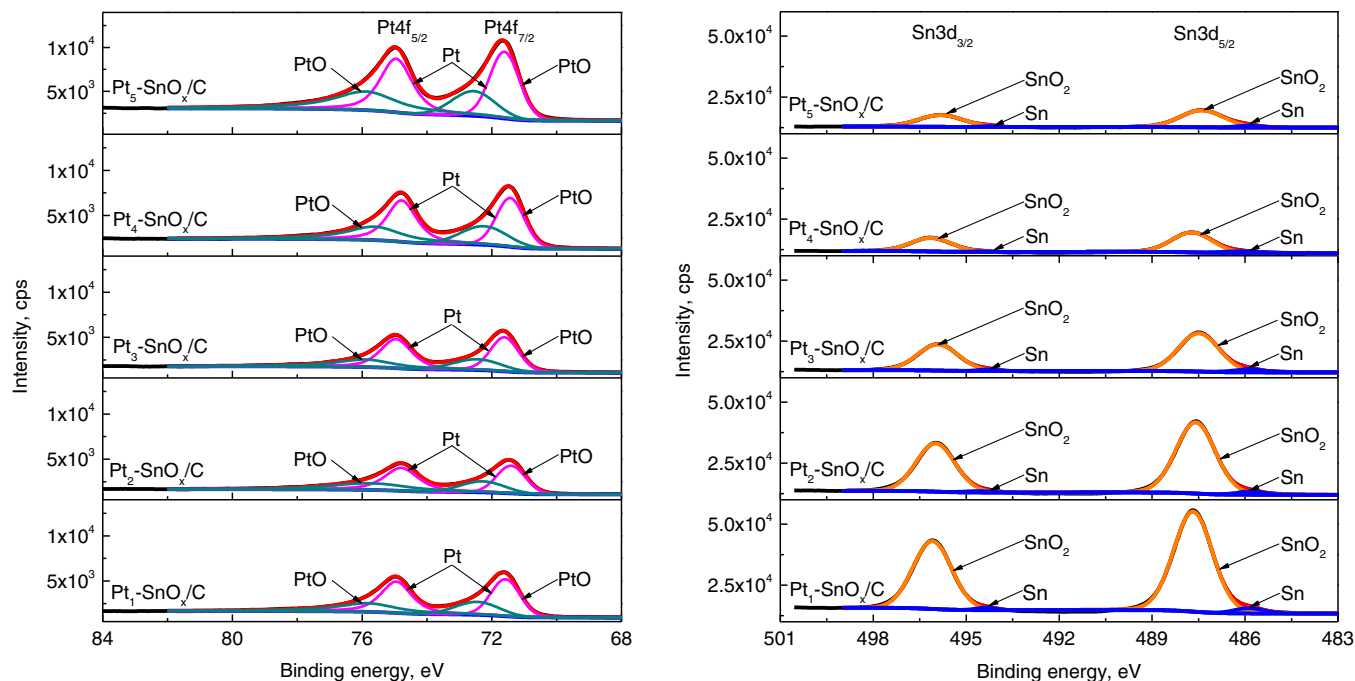 Pt4f5/2 Pt4f7/2
1x10^4
PtO Pt PtO
5x10^3
Pt5-SnOx/C
1x10^4
Pt
PtO PtO
Pt4-SnOx/C
5x10^3
1x10^4
Pt
PtO PtO
5x10^3
Pt3-SnOx/C
1x10^4
Pt
PtO PtO
5x10^3
Pt2-SnOx/C
1x10^4
Pt
PtO PtO
5x10^3
Pt1-SnOx/C
84 80 76 72 68
Binding energy, eV
Intensity, cps
Sn3d3/2 Sn3d5/2
5.0x10^4
SnO2 SnO2
2.5x10^4
Pt5-SnOx/C Sn Sn
5.0x10^4
SnO2 SnO2
2.5x10^4
Pt4-SnOx/C Sn Sn
5.0x10^4
SnO2 SnO2
2.5x10^4
Pt3-SnOx/C Sn Sn
5.0x10^4
SnO2 SnO2
2.5x10^4
Pt2-SnOx/C Sn Sn
5.0x10^4
SnO2 SnO2
2.5x10^4
Pt1-SnOx/C Sn Sn
501 498 495 492 489 486 483
Binding energy, eV
Intensity, cps